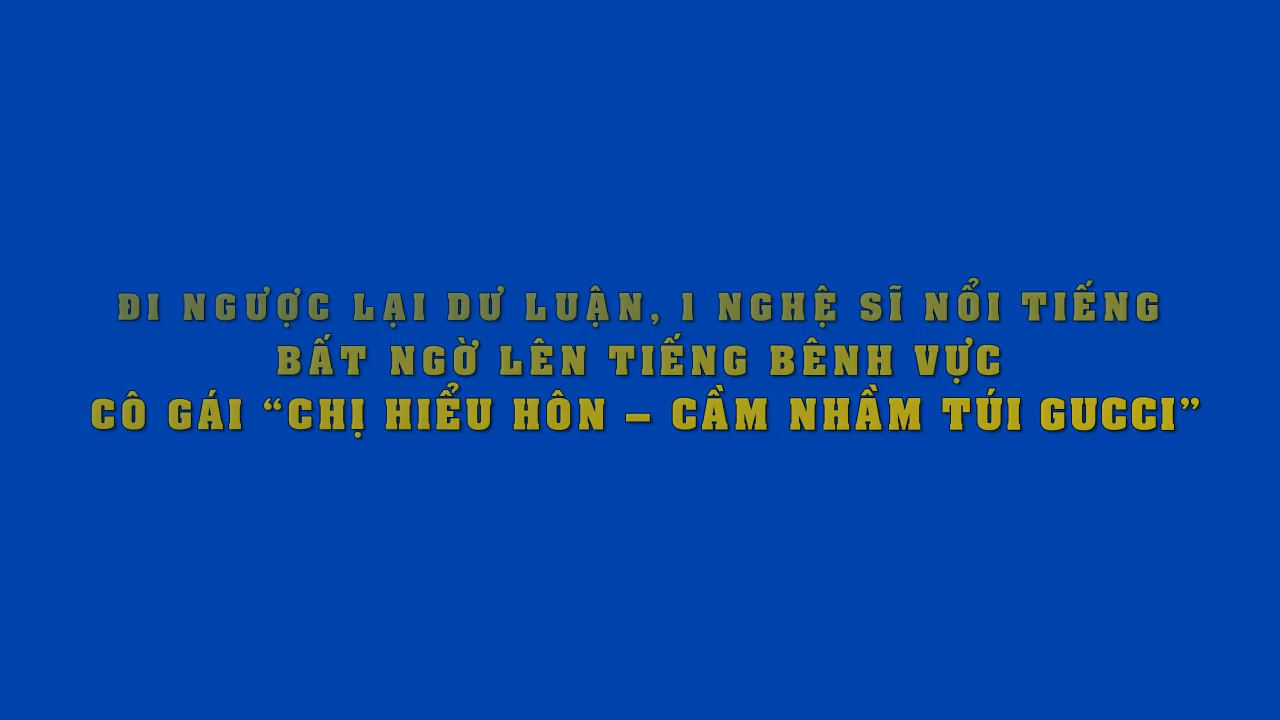 ĐI NGƯỢC LẠI DƯ LUẬN, 1 NGHỆ SĨ NỔI TIẾNG
BẤT NGỜ LÊN TIẾNG BÊNH VỰC
CÔ GÁI “CHỊ HIỂU HÔN – CẦM NHẦM TÚI GUCCI”